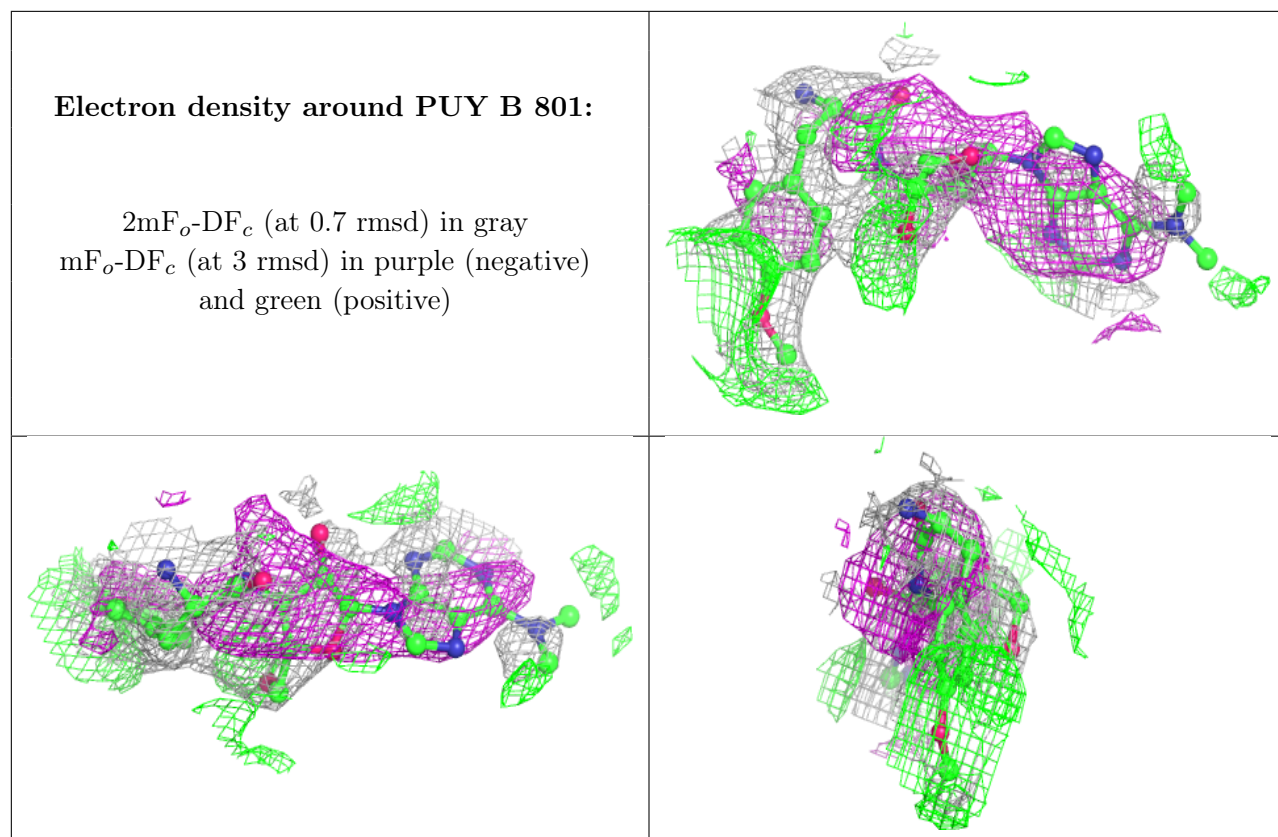 Electron density around PUY B 801:
2mFₒ-DF𝒸 (at 0.7 rmsd) in gray
mFₒ-DF𝒸 (at 3 rmsd) in purple (negative)
and green (positive)